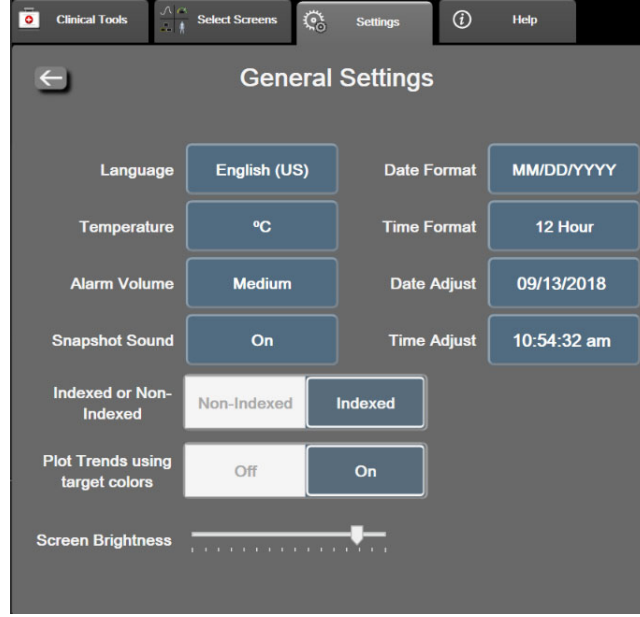 Clinical Tools
Select Screens
Settings
Help
General Settings
Language
English (US)
Date Format
MM/DD/YYYY
Temperature
ºC
Time Format
12 Hour
Alarm Volume
Medium
Date Adjust
09/13/2018
Snapshot Sound
On
Time Adjust
10:54:32 am
Indexed or Non-
Indexed
Non-Indexed
Indexed
Plot Trends using
target colors
Off
On
Screen Brightness